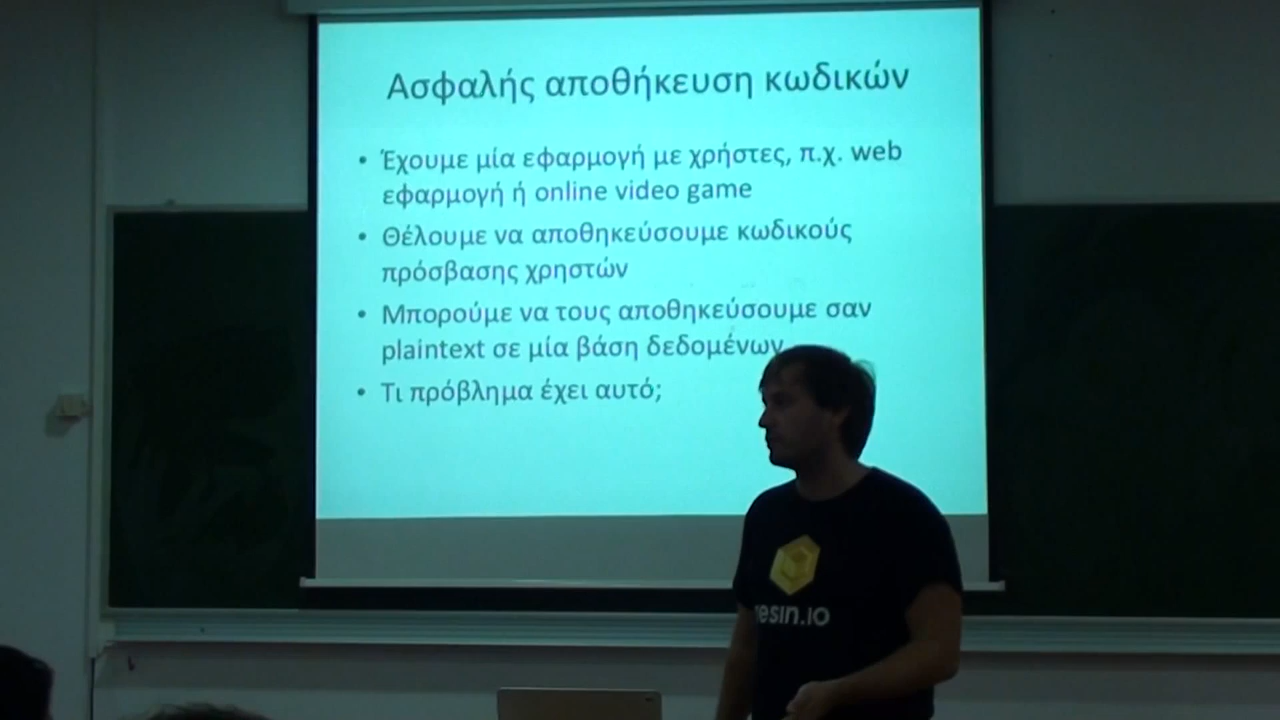 Ασφαλής αποθήκευση κωδικών
• Έχουμε μία εφαρμογή με χρήστες, π.χ. web
εφαρμογή ή online video game
• Θέλουμε να αποθηκεύσουμε κωδικούς
πρόσβασης χρηστών
• Μπορούμε να τους αποθηκεύσουμε σαν
plaintext σε μία βάση δεδομένων
• Τι πρόβλημα έχει αυτό;
resin.io